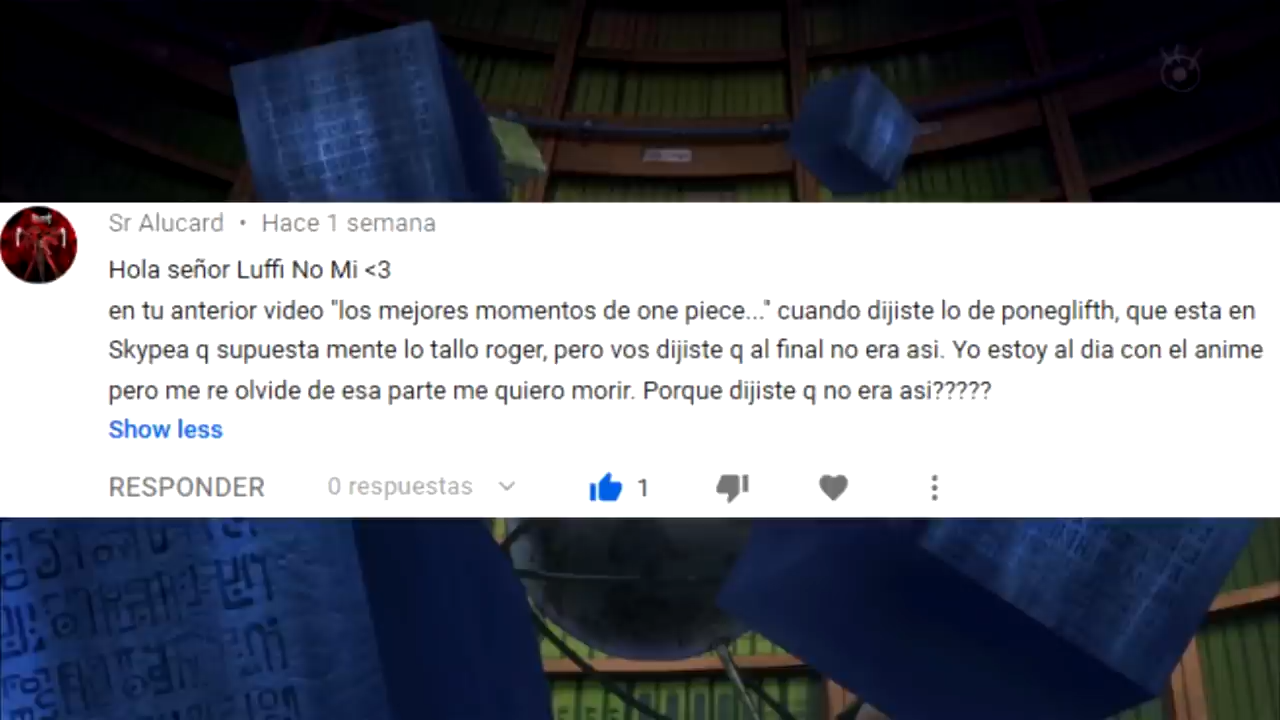 Sr Alucard • Hace 1 semana
Hola señor Luffi No Mi <3
en tu anterior video "los mejores momentos de one piece..." cuando dijiste lo de poneglifth, que esta en
Skypea q supuesta mente lo tallo roger, pero vos dijiste q al final no era asi. Yo estoy al dia con el anime
pero me re olvide de esa parte me quiero morir. Porque dijiste q no era asi?????
Show less
RESPONDER 0 respuestas 1